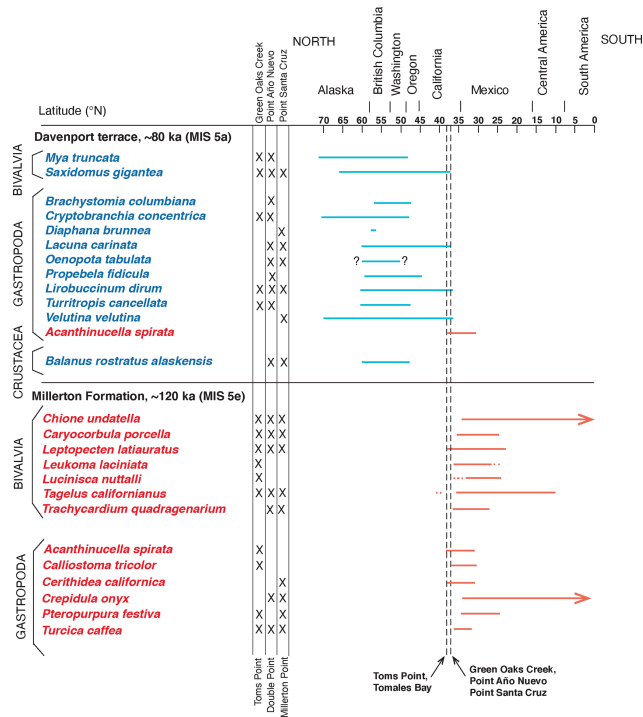 NORTH
SOUTH
Green Oaks Creek
Point Año Nuevo
Point Santa Cruz
Alaska
British Columbia
Washington
Oregon
California
Mexico
Central America
South America
Latitude (°N)
70 65 60 55 50 45 40 35 30 25 20 15 10 5 0
Davenport terrace, ~80 ka (MIS 5a)
BIVALVIA
Mya truncata X X
Saxidomus gigantea X X X
GASTROPODA
Brachystomia columbiana X
Cryptobranchia concentrica X X
Diaphana brunnea X
Lacuna carinata X X
Oenopota tabulata X X ? ?
Propebela fidicula X
Lirobuccinum dirum X X X
Turritropis cancellata X X
Velutina velutina X
Acanthinucella spirata
CRUSTACEA
Balanus rostratus alaskensis X X
Millerton Formation, ~120 ka (MIS 5e)
BIVALVIA
Chione undatella X X X
Caryocorbula porcella X X X
Leptopecten latiauratus X X X
Leukoma laciniata X
Lucinisca nuttalli X
Tagelus californianus X X X
Trachycardium quadragenarium X X
GASTROPODA
Acanthinucella spirata X
Calliostoma tricolor X
Cerithidea californica X
Crepidula onyx X X
Pteropurpura festiva X X
Turcica caffea X X X
Toms Point
Double Point
Millerton Point
Toms Point,
Tomales Bay
Green Oaks Creek,
Point Año Nuevo
Point Santa Cruz